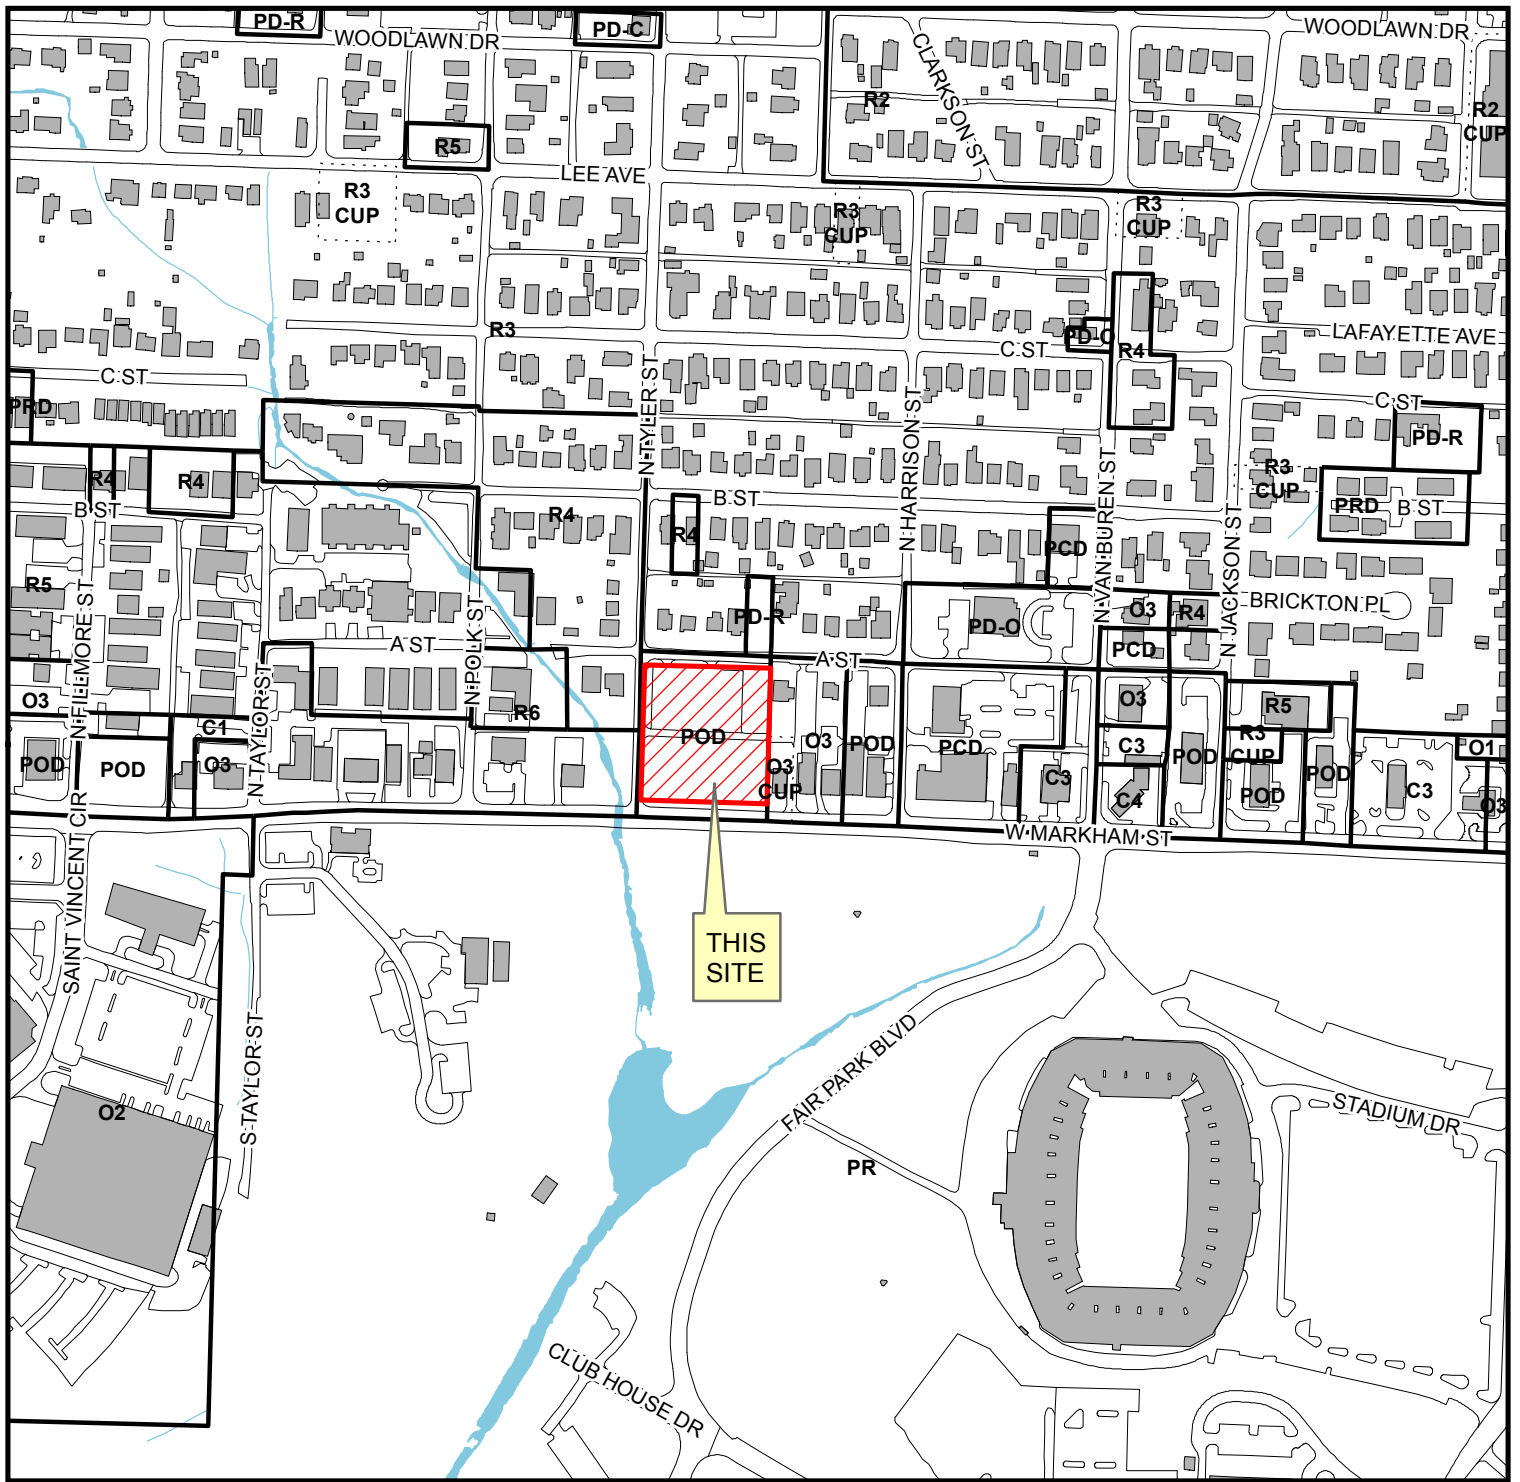 PD-R
PD-C
WOODLAWN DR
WOODLAWN DR
CLARKSON ST
R2
R2
CUP
R5
LEE AVE
R3
CUP
R3
CUP
R3
CUP
R3
LAFAYETTE AVE
PD-O
C ST
R4
C ST
C ST
PRD
N TYLER ST
N HARRISON ST
PD-R
R4
R4
R3
CUP
B ST
B ST
PRD
B ST
R4
R4
N VAN BUREN ST
N JACKSON ST
PCD
R5
N FILLMORE ST
N POLK ST
PD-R
PD-O
O3
R4
BRICKTON PL
A ST
A ST
PCD
N TAYLOR ST
O3
C1
R6
POD
O3
POD
PCD
O3
C3
POD
R5
R3
CUP
O1
POD
POD
O3
O3
CUP
C3
C4
POD
POD
C3
O3
W MARKHAM ST
SAINT VINCENT CIR
THIS
SITE
S TAYLOR ST
FAIR PARK BLVD
O2
STADIUM DR
PR
CLUB HOUSE DR